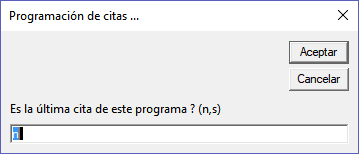 Programación de citas ...
Aceptar
Cancelar
Es la última cita de este programa ? (n,s)
n